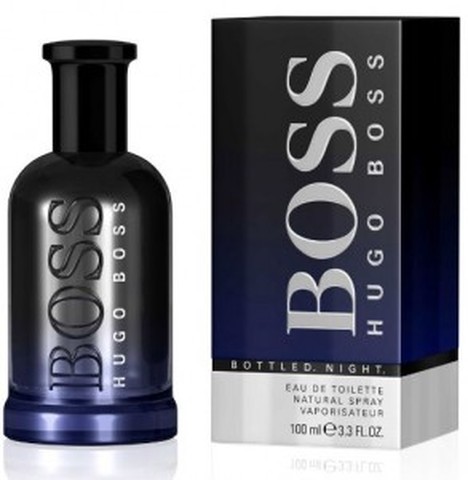 BOSS
HUGO BOSS
BOSS
HUGO BOSS
BOTTLED. NIGHT.
EAU DE TOILETTE
NATURAL SPRAY
VAPORISATEUR
100 ml ℮ 3.3 FL.OZ.